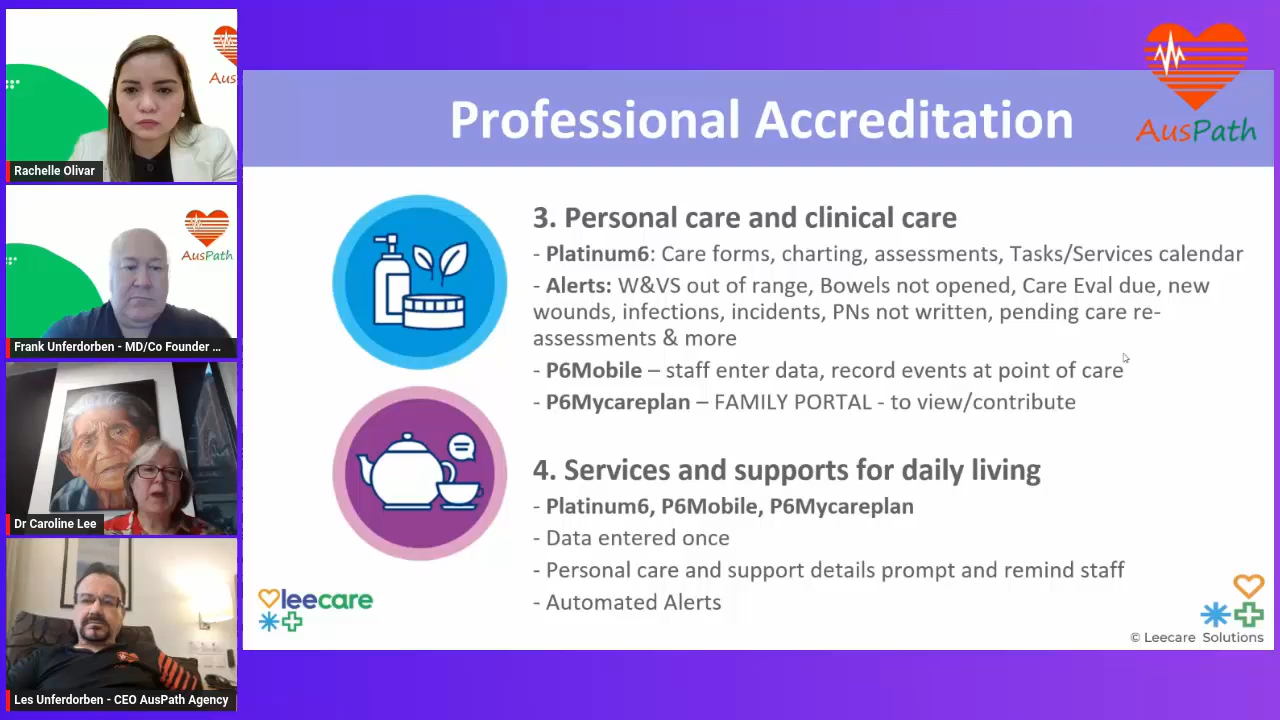 Aus
Rachelle Olivar
AusPath
Frank Unferdorben - MD/Co Founder ...
Dr Caroline Lee
Les Unferdorben - CEO AusPath Agency
Professional Accreditation
AusPath
3. Personal care and clinical care
- Platinum6: Care forms, charting, assessments, Tasks/Services calendar
- Alerts: W&VS out of range, Bowels not opened, Care Eval due, new
wounds, infections, incidents, PNs not written, pending care re-
assessments & more
- P6Mobile – staff enter data, record events at point of care
- P6Mycareplan – FAMILY PORTAL - to view/contribute
4. Services and supports for daily living
- Platinum6, P6Mobile, P6Mycareplan
- Data entered once
- Personal care and support details prompt and remind staff
- Automated Alerts
leecare
© Leecare Solutions